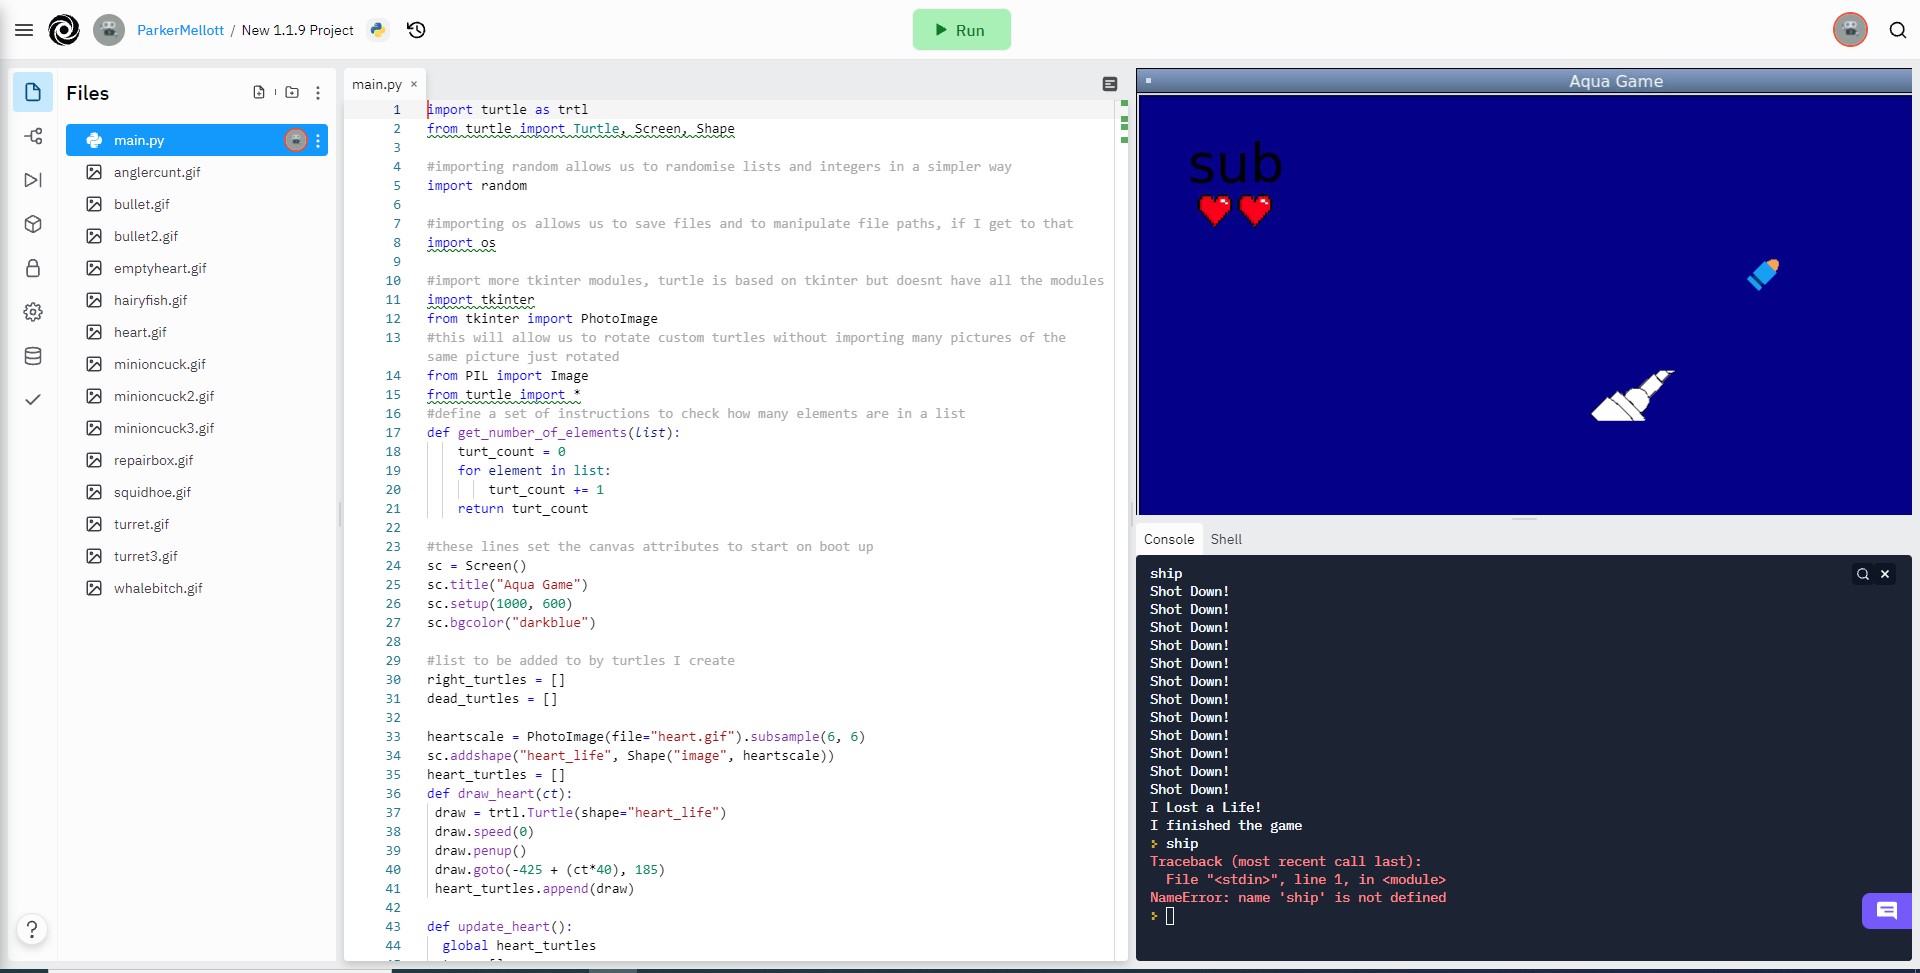 ParkerMellott / New 1.1.9 Project
Run
Files
main.py
anglercunt.gif
bullet.gif
bullet2.gif
emptyheart.gif
hairyfish.gif
heart.gif
minioncuck.gif
minioncuck2.gif
minioncuck3.gif
repairbox.gif
squidhoe.gif
turret.gif
turret3.gif
whalebitch.gif
?
main.py ×
1 import turtle as trtl
2 from turtle import Turtle, Screen, Shape
3
4 #importing random allows us to randomise lists and integers in a simpler way
5 import random
6
7 #importing os allows us to save files and to manipulate file paths, if I get to that
8 import os
9
10 #import more tkinter modules, turtle is based on tkinter but doesnt have all the modules
11 import tkinter
12 from tkinter import PhotoImage
13 #this will allow us to rotate custom turtles without importing many pictures of the
same picture just rotated
14 from PIL import Image
15 from turtle import *
16 #define a set of instructions to check how many elements are in a list
17 def get_number_of_elements(list):
18 turt_count = 0
19 for element in list:
20 turt_count += 1
21 return turt_count
22
23 #these lines set the canvas attributes to start on boot up
24 sc = Screen()
25 sc.title("Aqua Game")
26 sc.setup(1000, 600)
27 sc.bgcolor("darkblue")
28
29 #list to be added to by turtles I create
30 right_turtles = []
31 dead_turtles = []
32
33 heartscale = PhotoImage(file="heart.gif").subsample(6, 6)
34 sc.addshape("heart_life", Shape("image", heartscale))
35 heart_turtles = []
36 def draw_heart(ct):
37 draw = trtl.Turtle(shape="heart_life")
38 draw.speed(0)
39 draw.penup()
40 draw.goto(-425 + (ct*40), 185)
41 heart_turtles.append(draw)
42
43 def update_heart():
44 global heart_turtles
Aqua Game
sub
Console Shell
ship
Shot Down!
Shot Down!
Shot Down!
Shot Down!
Shot Down!
Shot Down!
Shot Down!
Shot Down!
Shot Down!
Shot Down!
Shot Down!
Shot Down!
I Lost a Life!
I finished the game
ship
Traceback (most recent call last):
File "<stdin>", line 1, in <module>
NameError: name 'ship' is not defined